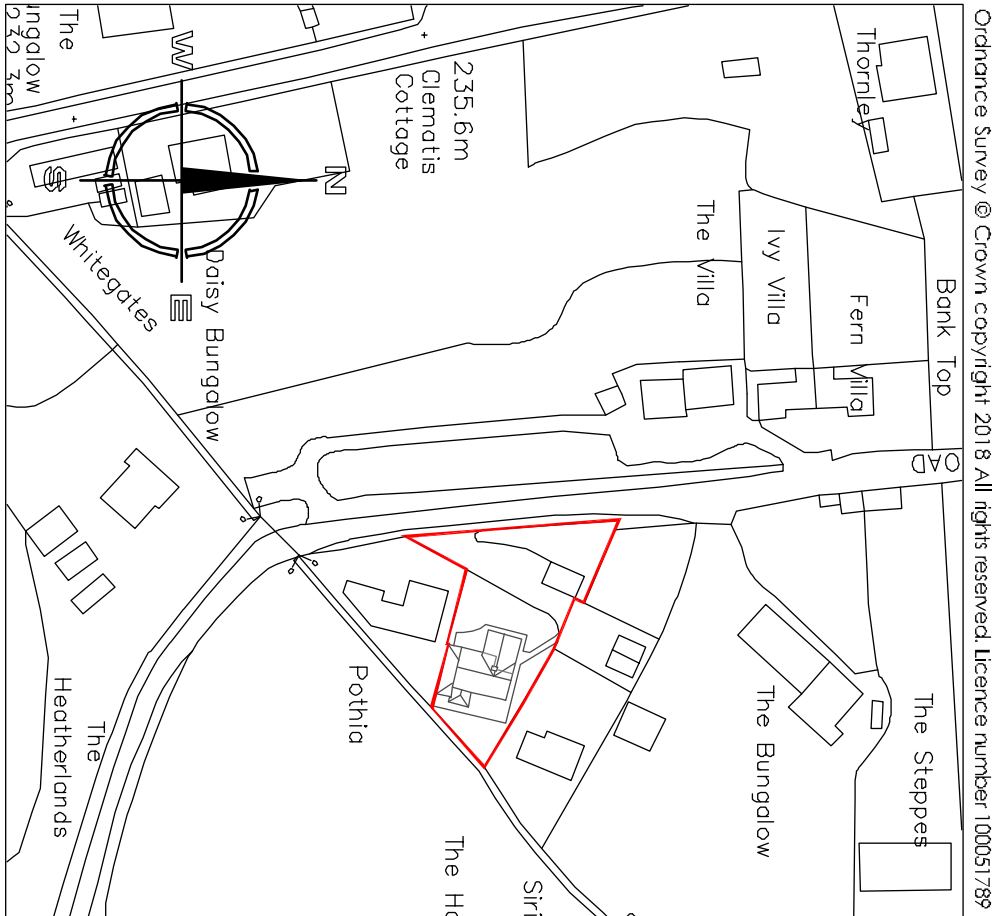 Ordnance Survey © Crown copyright 2018 All rights reserved. Licence number 100051789
Bank Top
OAD
The Steppes
Thornley
Fern Villa
Ivy Villa
The Villa
The Bungalow
235.6m
Clematis
Cottage
Pothia
The
Heatherlands
Daisy Bungalow
Whitegates
The
N
E
S
W